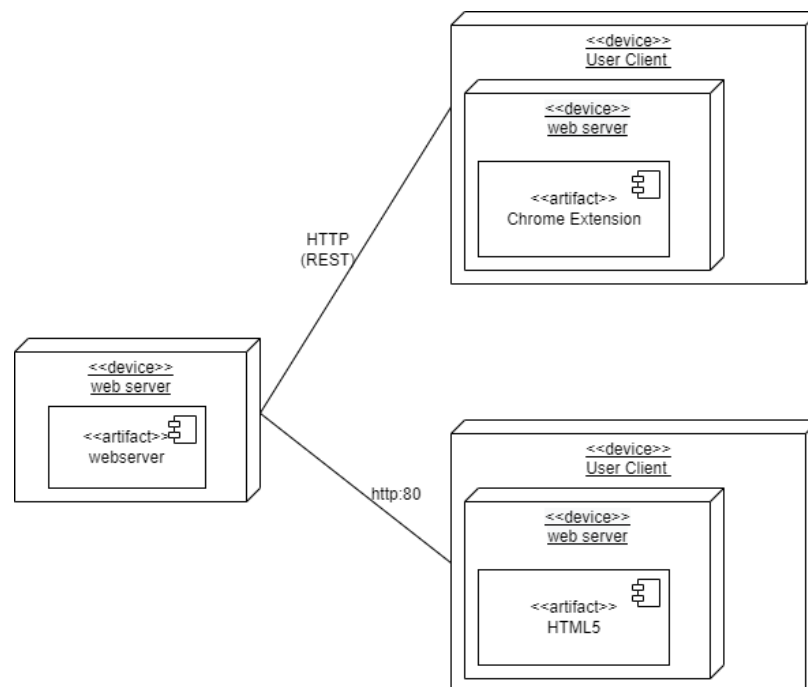 <<device>>
User Client
<<device>>
web server
<<artifact>>
Chrome Extension
HTTP
(REST)
<<device>>
web server
<<artifact>>
webserver
http:80
<<device>>
User Client
<<device>>
web server
<<artifact>>
HTML5